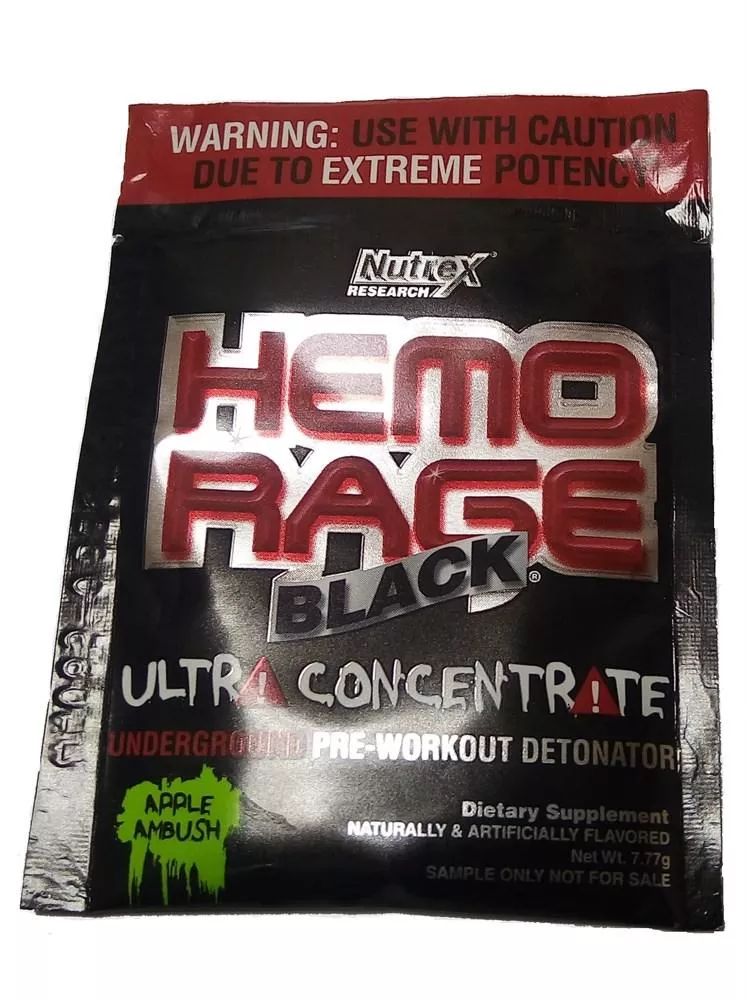 WARNING: USE WITH CAUTION
DUE TO EXTREME POTENCY
Nutrex
RESEARCH
HEMO
RAGE
BLACK®
ULTRA CONCENTRATE
UNDERGROUND PRE-WORKOUT DETONATOR
APPLE
AMBUSH
Dietary Supplement
NATURALLY & ARTIFICIALLY FLAVORED
Net Wt. 7.77g
SAMPLE ONLY NOT FOR SALE